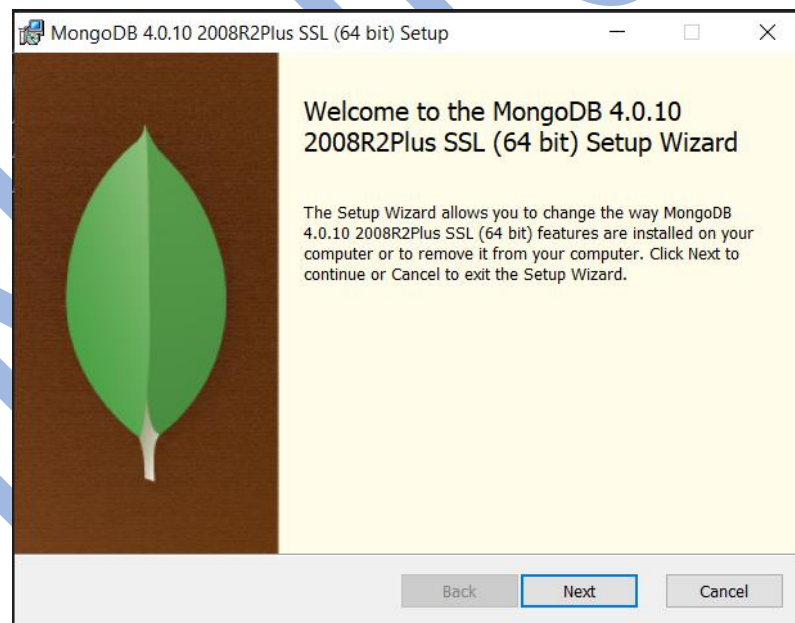 MongoDB 4.0.10 2008R2Plus SSL (64 bit) Setup
Welcome to the MongoDB 4.0.10
2008R2Plus SSL (64 bit) Setup Wizard
The Setup Wizard allows you to change the way MongoDB
4.0.10 2008R2Plus SSL (64 bit) features are installed on your
computer or to remove it from your computer. Click Next to
continue or Cancel to exit the Setup Wizard.
Back
Next
Cancel